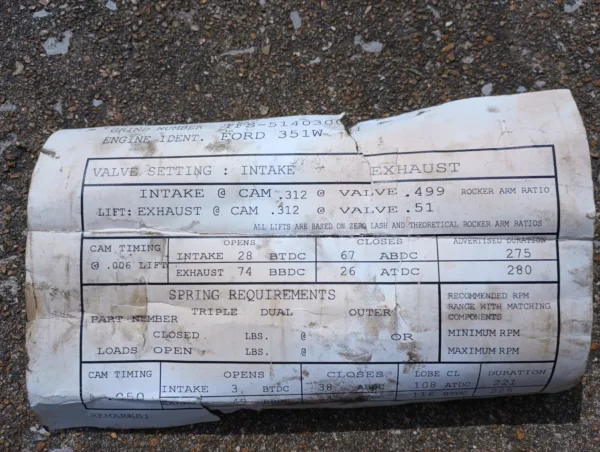 GRIND NUMBER
ENGINE IDENT. FORD 351W
VALVE SETTING : INTAKE EXHAUST
INTAKE @ CAM .312 @ VALVE .499 ROCKER ARM RATIO
LIFT: EXHAUST @ CAM .312 @ VALVE .51
ALL LIFTS ARE BASED ON ZERO LASH AND THEORETICAL ROCKER ARM RATIOS
CAM TIMING OPENS CLOSES ADVERTISED DURATION
@ .006 LIFT INTAKE 28 BTDC 67 ABDC 275
EXHAUST 74 BBDC 26 ATDC 280
SPRING REQUIREMENTS RECOMMENDED RPM
RANGE WITH MATCHING
TRIPLE DUAL OUTER COMPONENTS
PART NUMBER
CLOSED LBS. @ OR MINIMUM RPM
LOADS OPEN LBS. @ MAXIMUM RPM
CAM TIMING OPENS CLOSES LOBE CL DURATION
INTAKE 3 BTDC 38 ABDC 108 ATDC 221
REMARKS: